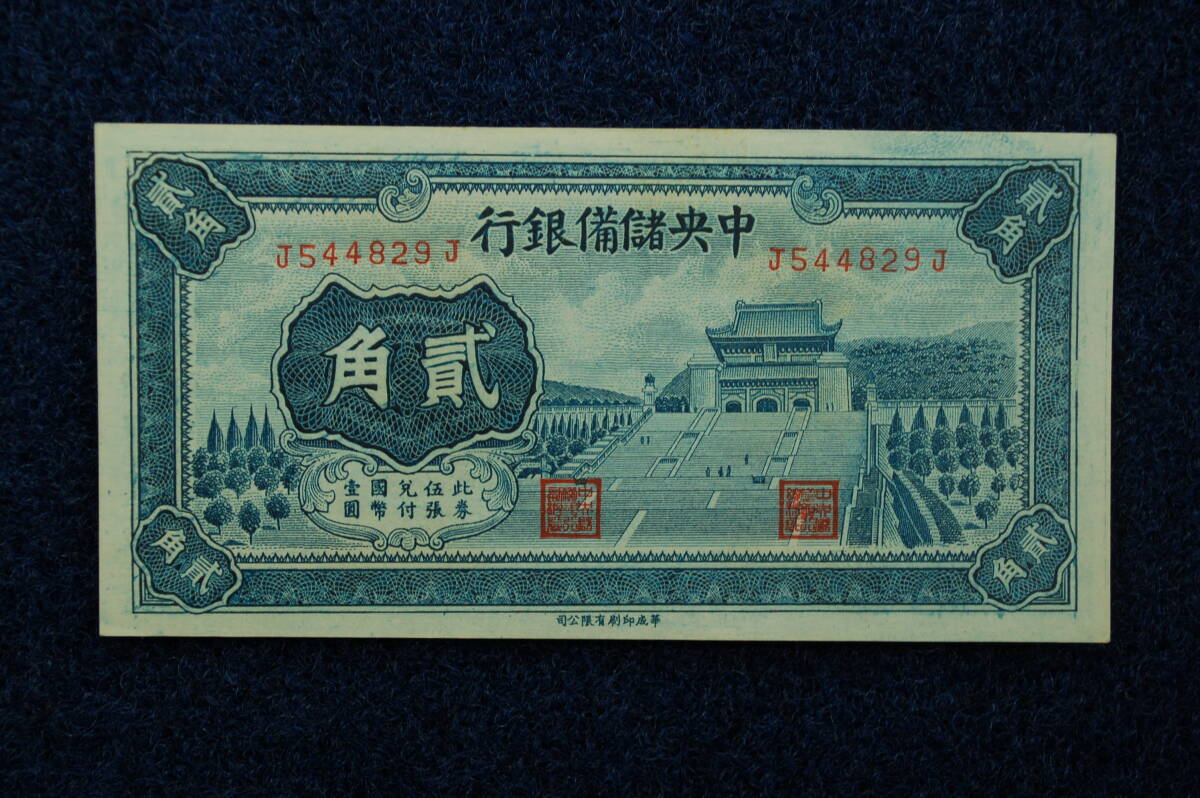 貳角
貳角
中央儲備銀行
J544829J
J544829J
貳角
此券
伍張
兌付
國幣
壹圓
貳角
貳角
華成印刷有限公司